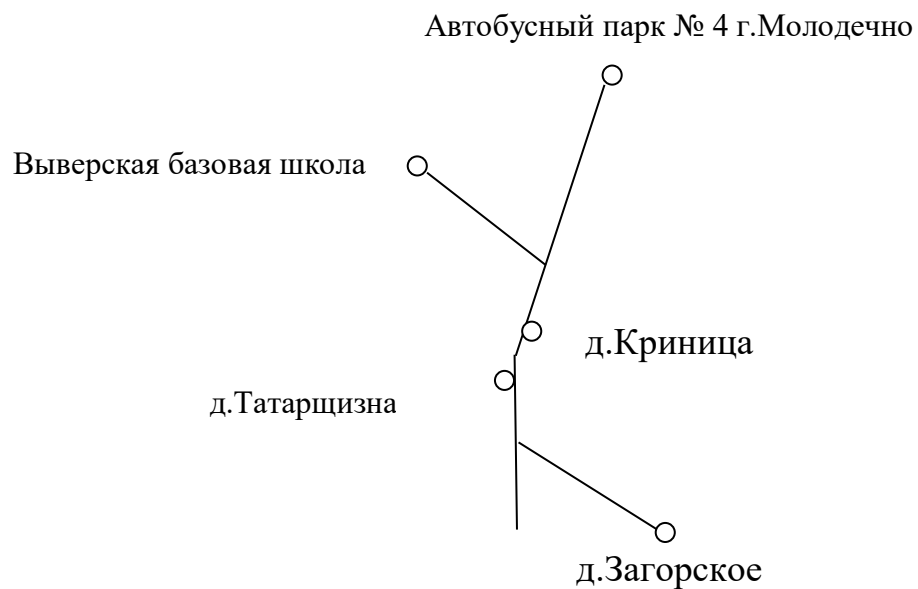 Автобусный парк № 4 г.Молодечно
Выверская базовая школа
д.Криница
д.Татарщизна
д.Загорское